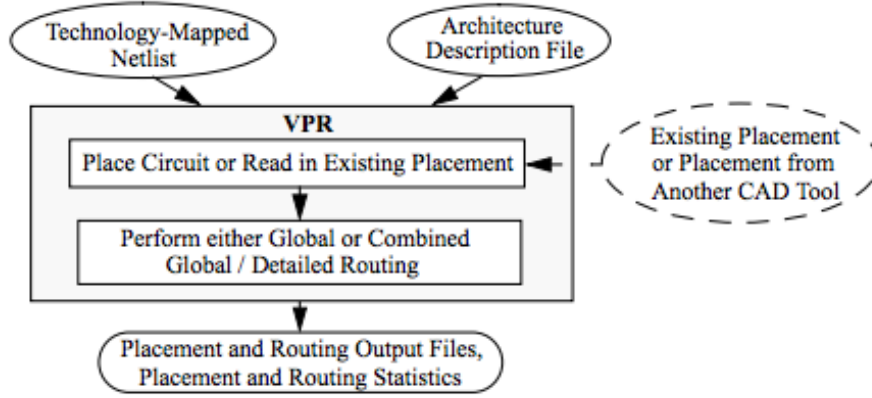 Technology-Mapped
Netlist
Architecture
Description File
VPR
Place Circuit or Read in Existing Placement
Existing Placement
or Placement from
Another CAD Tool
Perform either Global or Combined
Global / Detailed Routing
Placement and Routing Output Files,
Placement and Routing Statistics